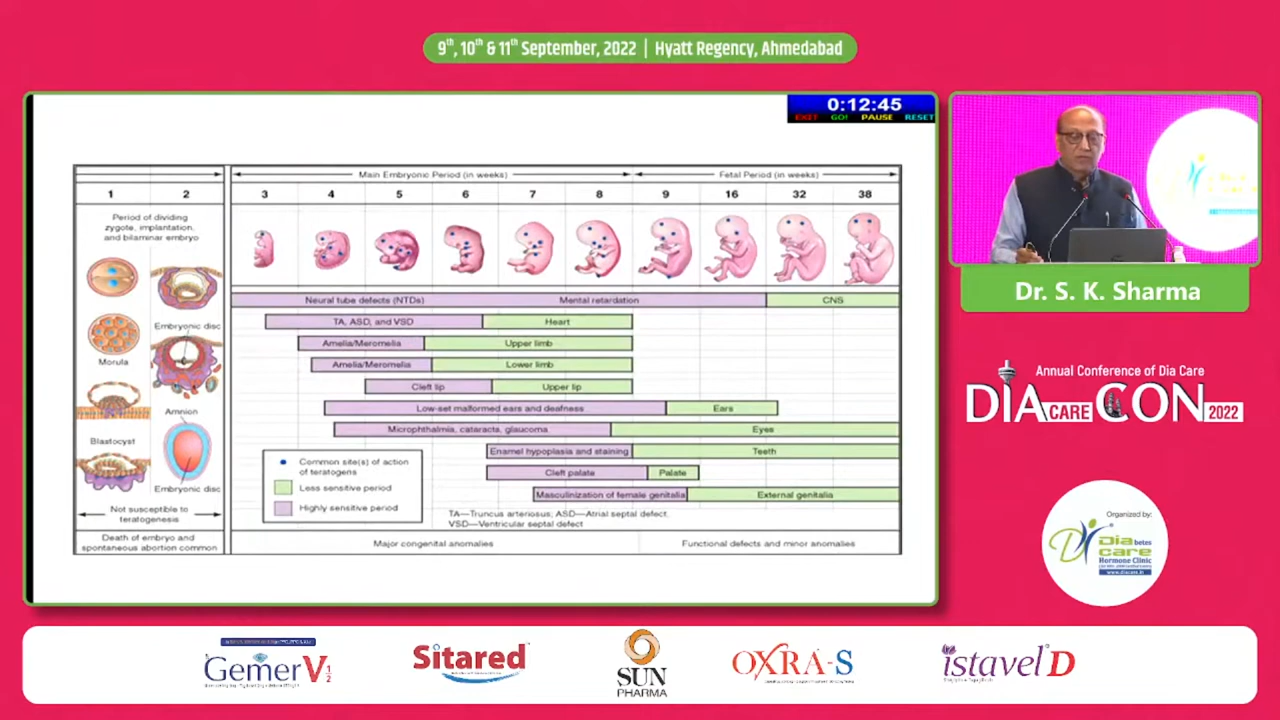 9th, 10th & 11th September, 2022 | Hyatt Regency, Ahmedabad
0:12:45
EXIT GO! PAUSE RESET
Main Embryonic Period (in weeks)
Fetal Period (in weeks)
1 2 3 4 5 6 7 8 9 16 32 38
Period of dividing
zygote, implantation,
and bilaminar embryo
Embryonic disc
Morula
Amnion
Blastocyst
Embryonic disc
Not susceptible to
teratogenesis
Death of embryo and
spontaneous abortion common
Neural tube defects (NTDs) Mental retardation CNS
TA, ASD, and VSD Heart
Amelia/Meromelia Upper limb
Amelia/Meromelia Lower limb
Cleft lip Upper lip
Low-set malformed ears and deafness Ears
Microphthalmia, cataracts, glaucoma Eyes
Enamel hypoplasia and staining Teeth
Cleft palate Palate
Masculinization of female genitalia External genitalia
Common site(s) of action
of teratogens
Less sensitive period
Highly sensitive period
TA—Truncus arteriosus; ASD—Atrial septal defect;
VSD—Ventricular septal defect
Major congenital anomalies
Functional defects and minor anomalies
Dr. S. K. Sharma
Annual Conference of Dia Care
DIA CARE CON 2022
Organized by:
Diabetes
care
Hormone Clinic
www.diacare.in
Gemer V 1/2
Sitared
SUN
PHARMA
OXRA-S
istavel D